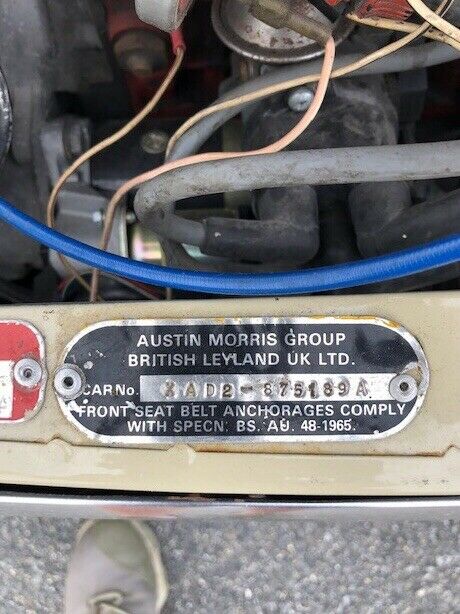 AUSTIN MORRIS GROUP
BRITISH LEYLAND UK LTD.
CAR No. XAD2-875189A
FRONT SEAT BELT ANCHORAGES COMPLY
WITH SPECN. BS. AU. 48-1965.